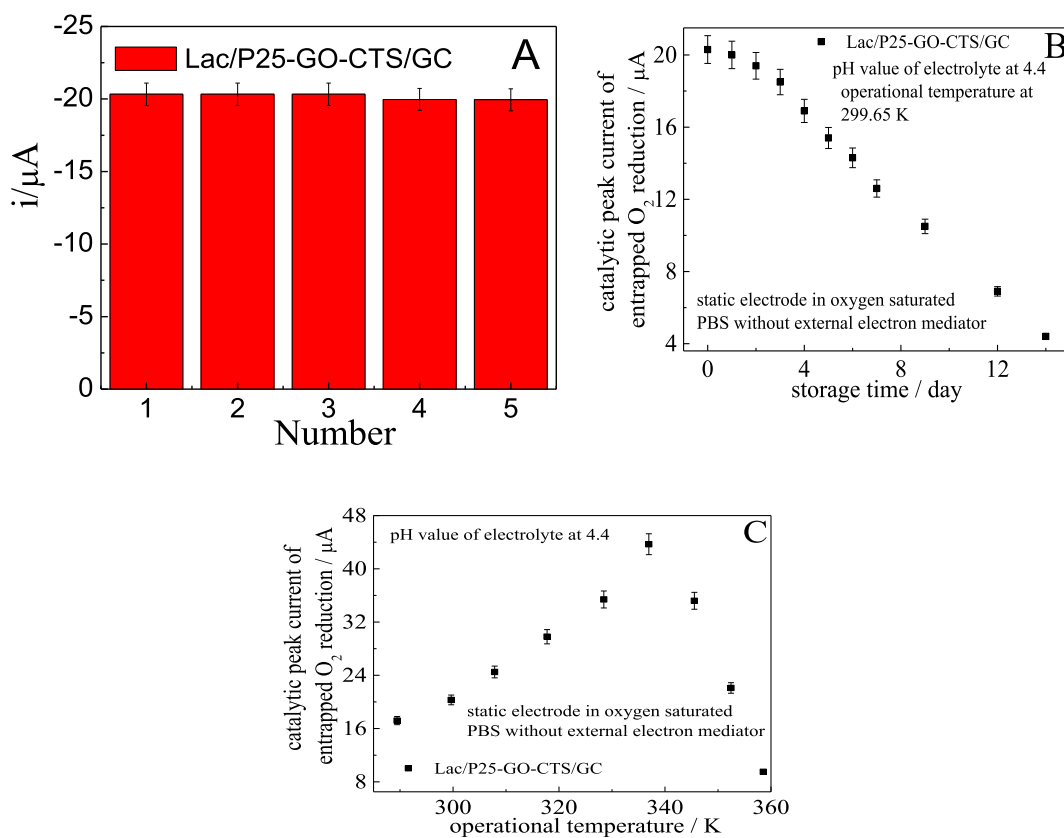 -25
-20
-15
-10
-5
0
i/μA
Lac/P25-GO-CTS/GC
A
1 2 3 4 5
Number
20
16
12
8
4
catalytic peak current of
entrapped O2 reduction / μA
Lac/P25-GO-CTS/GC
B
pH value of electrolyte at 4.4
operational temperature at
299.65 K
static electrode in oxygen saturated
PBS without external electron mediator
0 4 8 12
storage time / day
48
40
32
24
16
8
catalytic peak current of
entrapped O2 reduction / μA
pH value of electrolyte at 4.4
C
static electrode in oxygen saturated
PBS without external electron mediator
Lac/P25-GO-CTS/GC
300 320 340 360
operational temperature / K